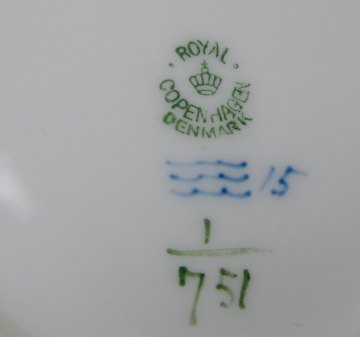 ROYAL
COPENHAGEN
DENMARK
15
1
751